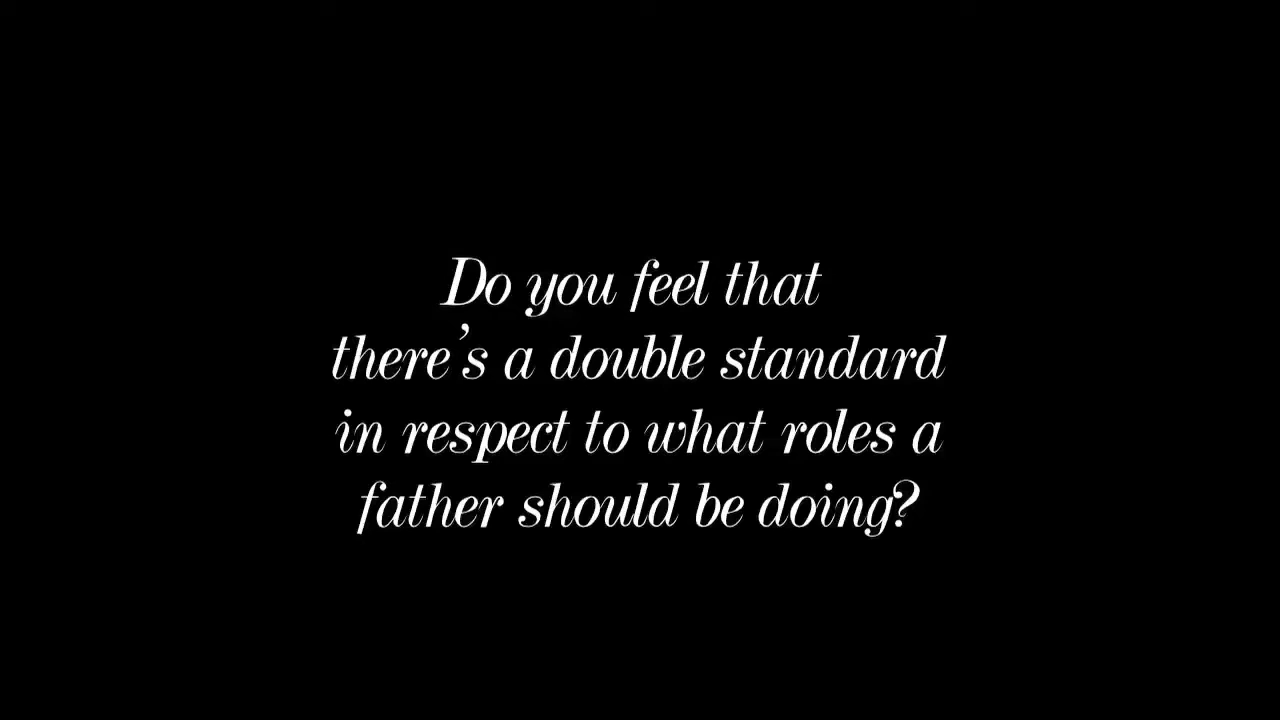 Do you feel that
there's a double standard
in respect to what roles a
father should be doing?